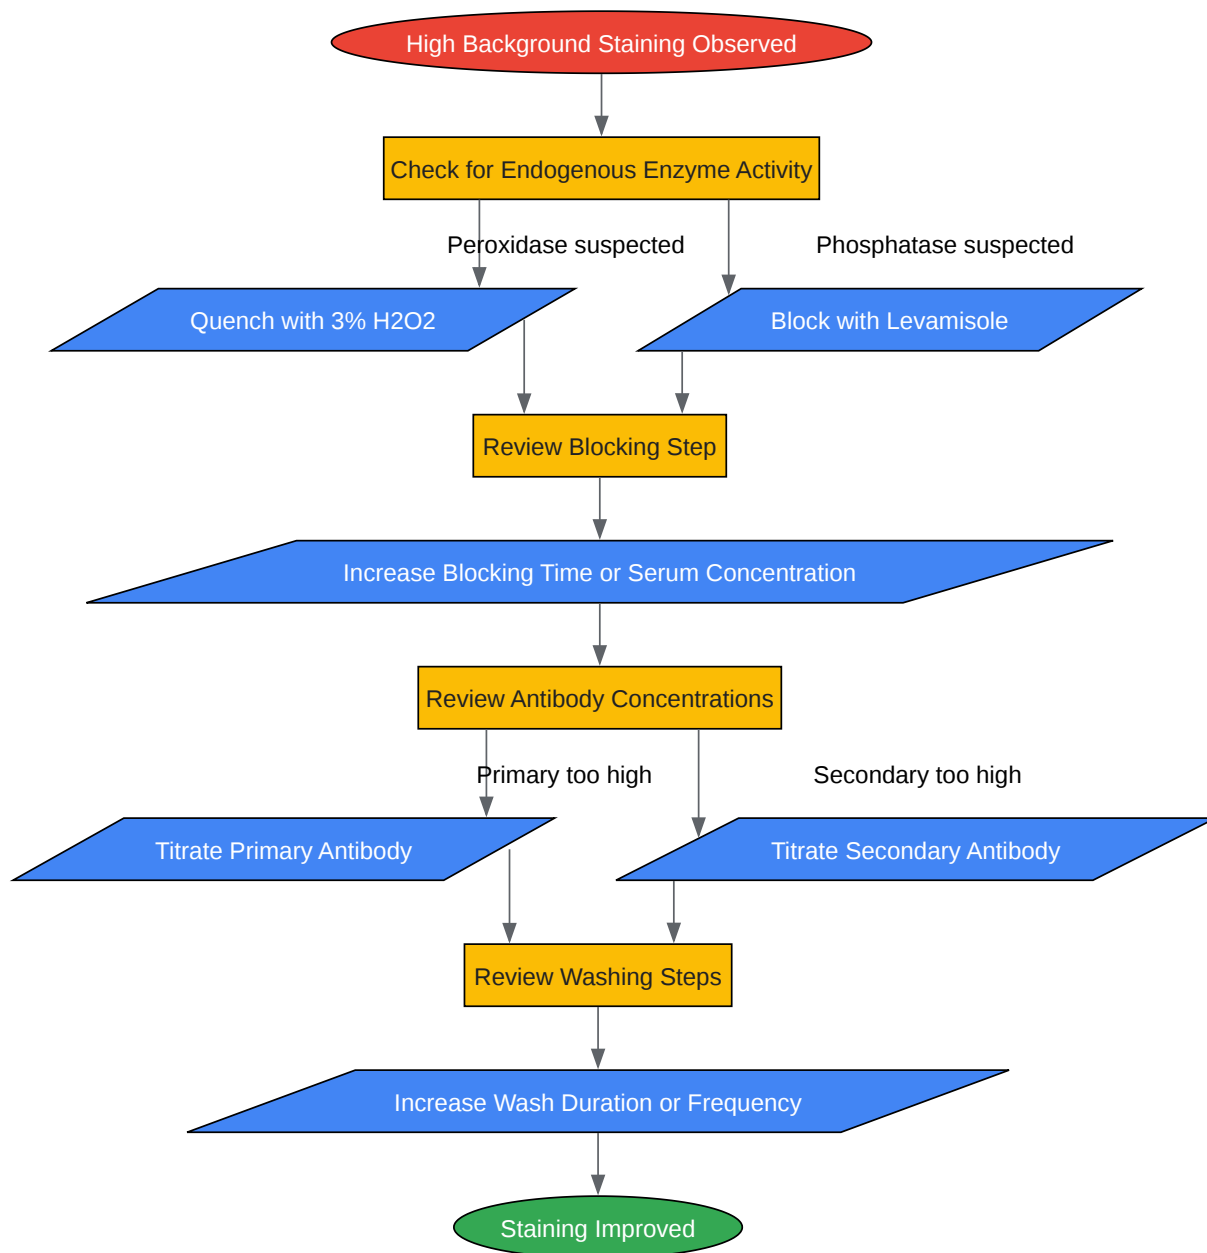 High Background Staining Observed
Check for Endogenous Enzyme Activity
Peroxidase suspected
Phosphatase suspected
Quench with 3% H2O2
Block with Levamisole
Review Blocking Step
Increase Blocking Time or Serum Concentration
Review Antibody Concentrations
Primary too high
Secondary too high
Titrate Primary Antibody
Titrate Secondary Antibody
Review Washing Steps
Increase Wash Duration or Frequency
Staining Improved